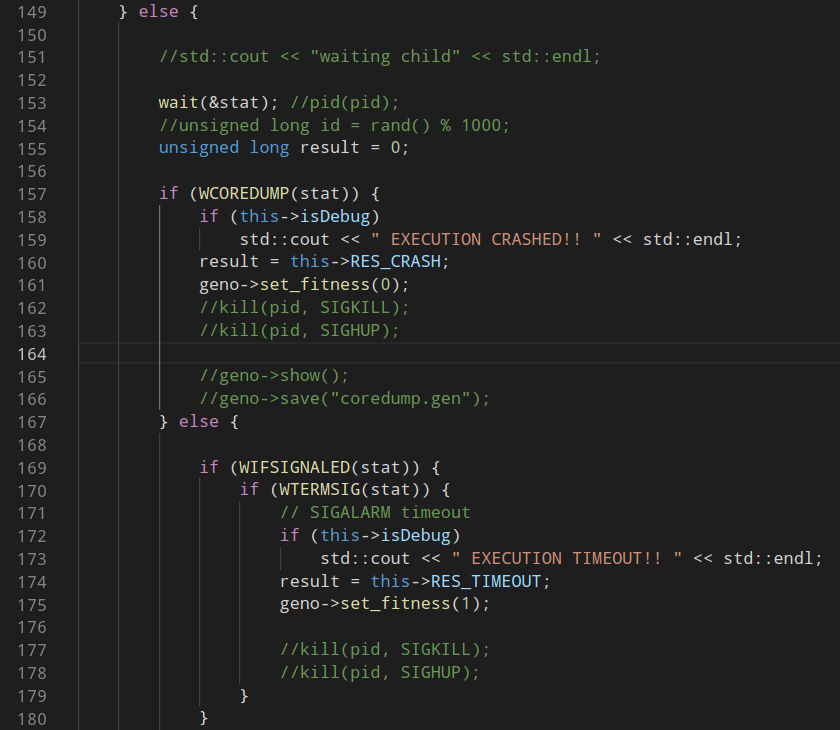 149 } else {
150
151 //std::cout << "waiting child" << std::endl;
152
153 wait(&stat); //pid(pid);
154 //unsigned long id = rand() % 1000;
155 unsigned long result = 0;
156
157 if (WCOREDUMP(stat)) {
158 if (this->isDebug)
159 std::cout << " EXECUTION CRASHED!! " << std::endl;
160 result = this->RES_CRASH;
161 geno->set_fitness(0);
162 //kill(pid, SIGKILL);
163 //kill(pid, SIGHUP);
164
165 //geno->show();
166 //geno->save("coredump.gen");
167 } else {
168
169 if (WIFSIGNALED(stat)) {
170 if (WTERMSIG(stat)) {
171 // SIGALARM timeout
172 if (this->isDebug)
173 std::cout << " EXECUTION TIMEOUT!! " << std::endl;
174 result = this->RES_TIMEOUT;
175 geno->set_fitness(1);
176
177 //kill(pid, SIGKILL);
178 //kill(pid, SIGHUP);
179 }
180 }